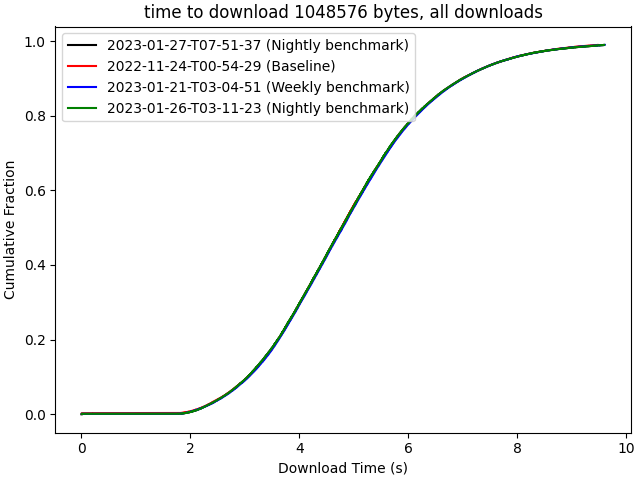 time to download 1048576 bytes, all downloads
1.0
2023-01-27-T07-51-37 (Nightly benchmark)
2022-11-24-T00-54-29 (Baseline)
2023-01-21-T03-04-51 (Weekly benchmark)
2023-01-26-T03-11-23 (Nightly benchmark)
0.8
0.6
0.4
0.2
0.0
Cumulative Fraction
0 2 4 6 8 10
Download Time (s)